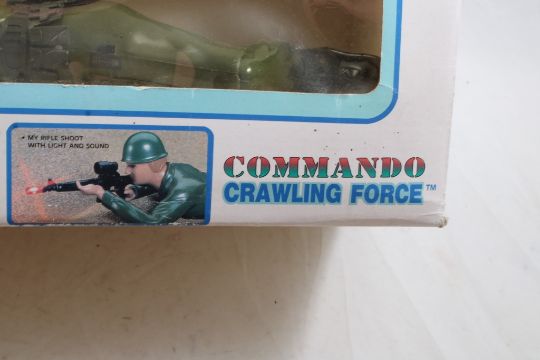 • MY RIFLE SHOOT
WITH LIGHT AND SOUND
COMMANDO
CRAWLING FORCE™